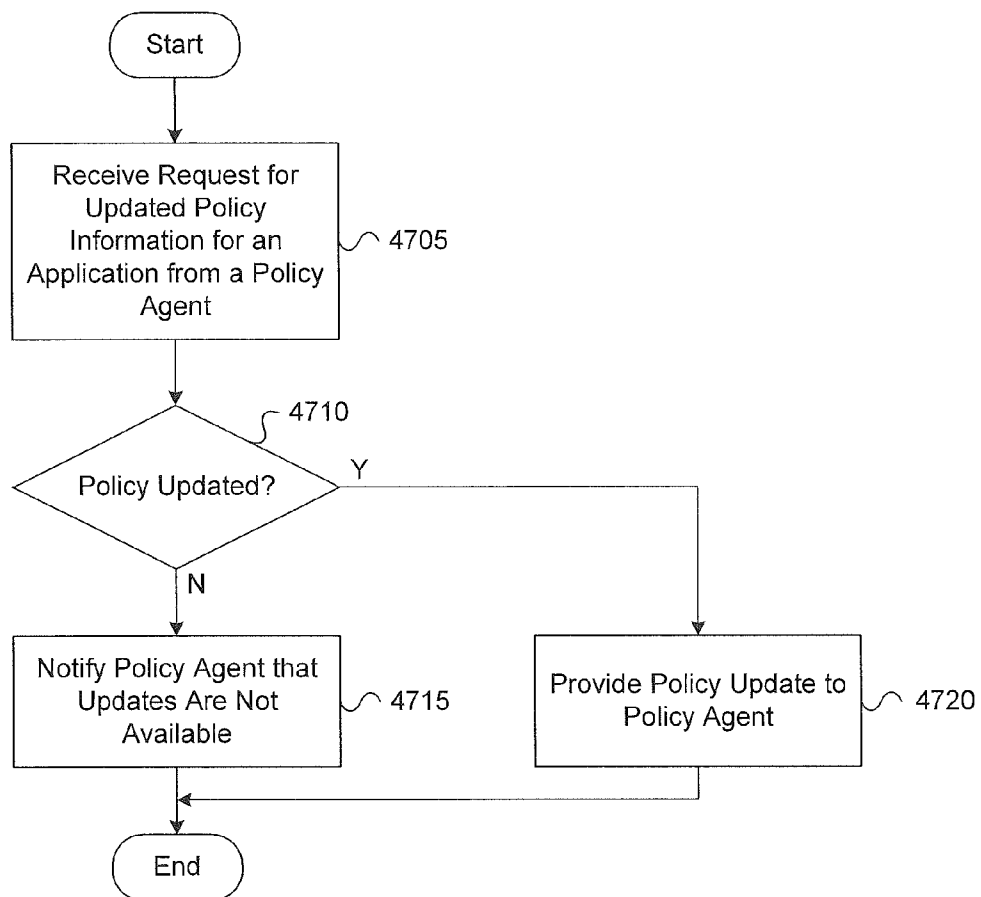 Start
Receive Request for
Updated Policy
Information for an
Application from a Policy
Agent
4705
4710
Policy Updated?
Y
N
Notify Policy Agent that
Updates Are Not
Available
4715
Provide Policy Update to
Policy Agent
4720
End